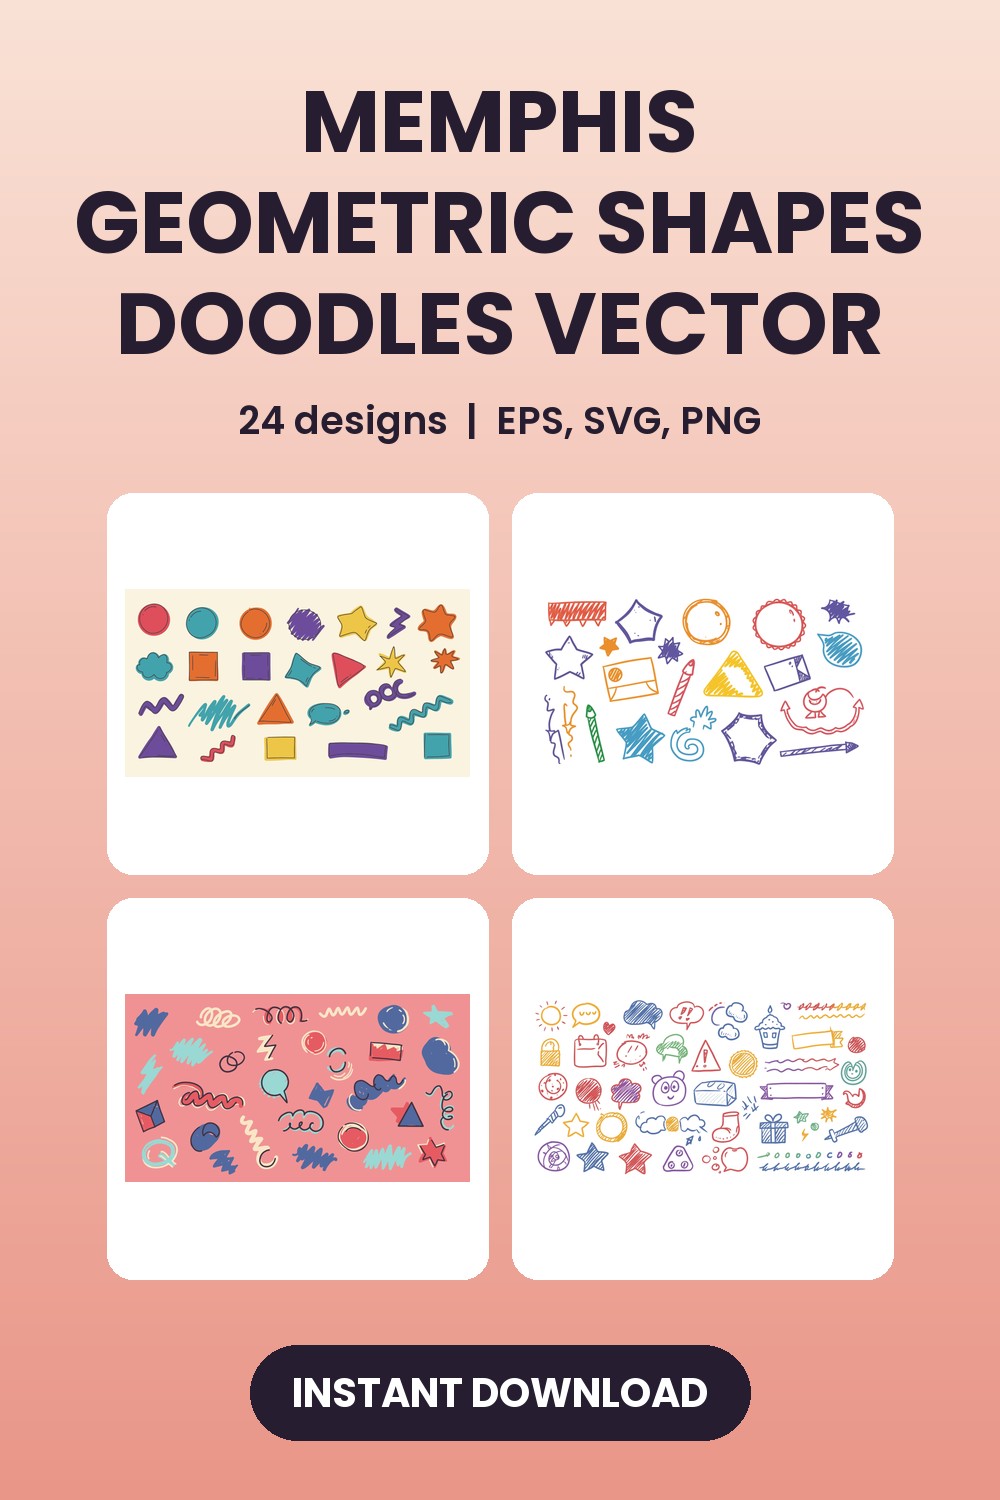 MEMPHIS
GEOMETRIC SHAPES
DOODLES VECTOR
24 designs | EPS, SVG, PNG
INSTANT DOWNLOAD